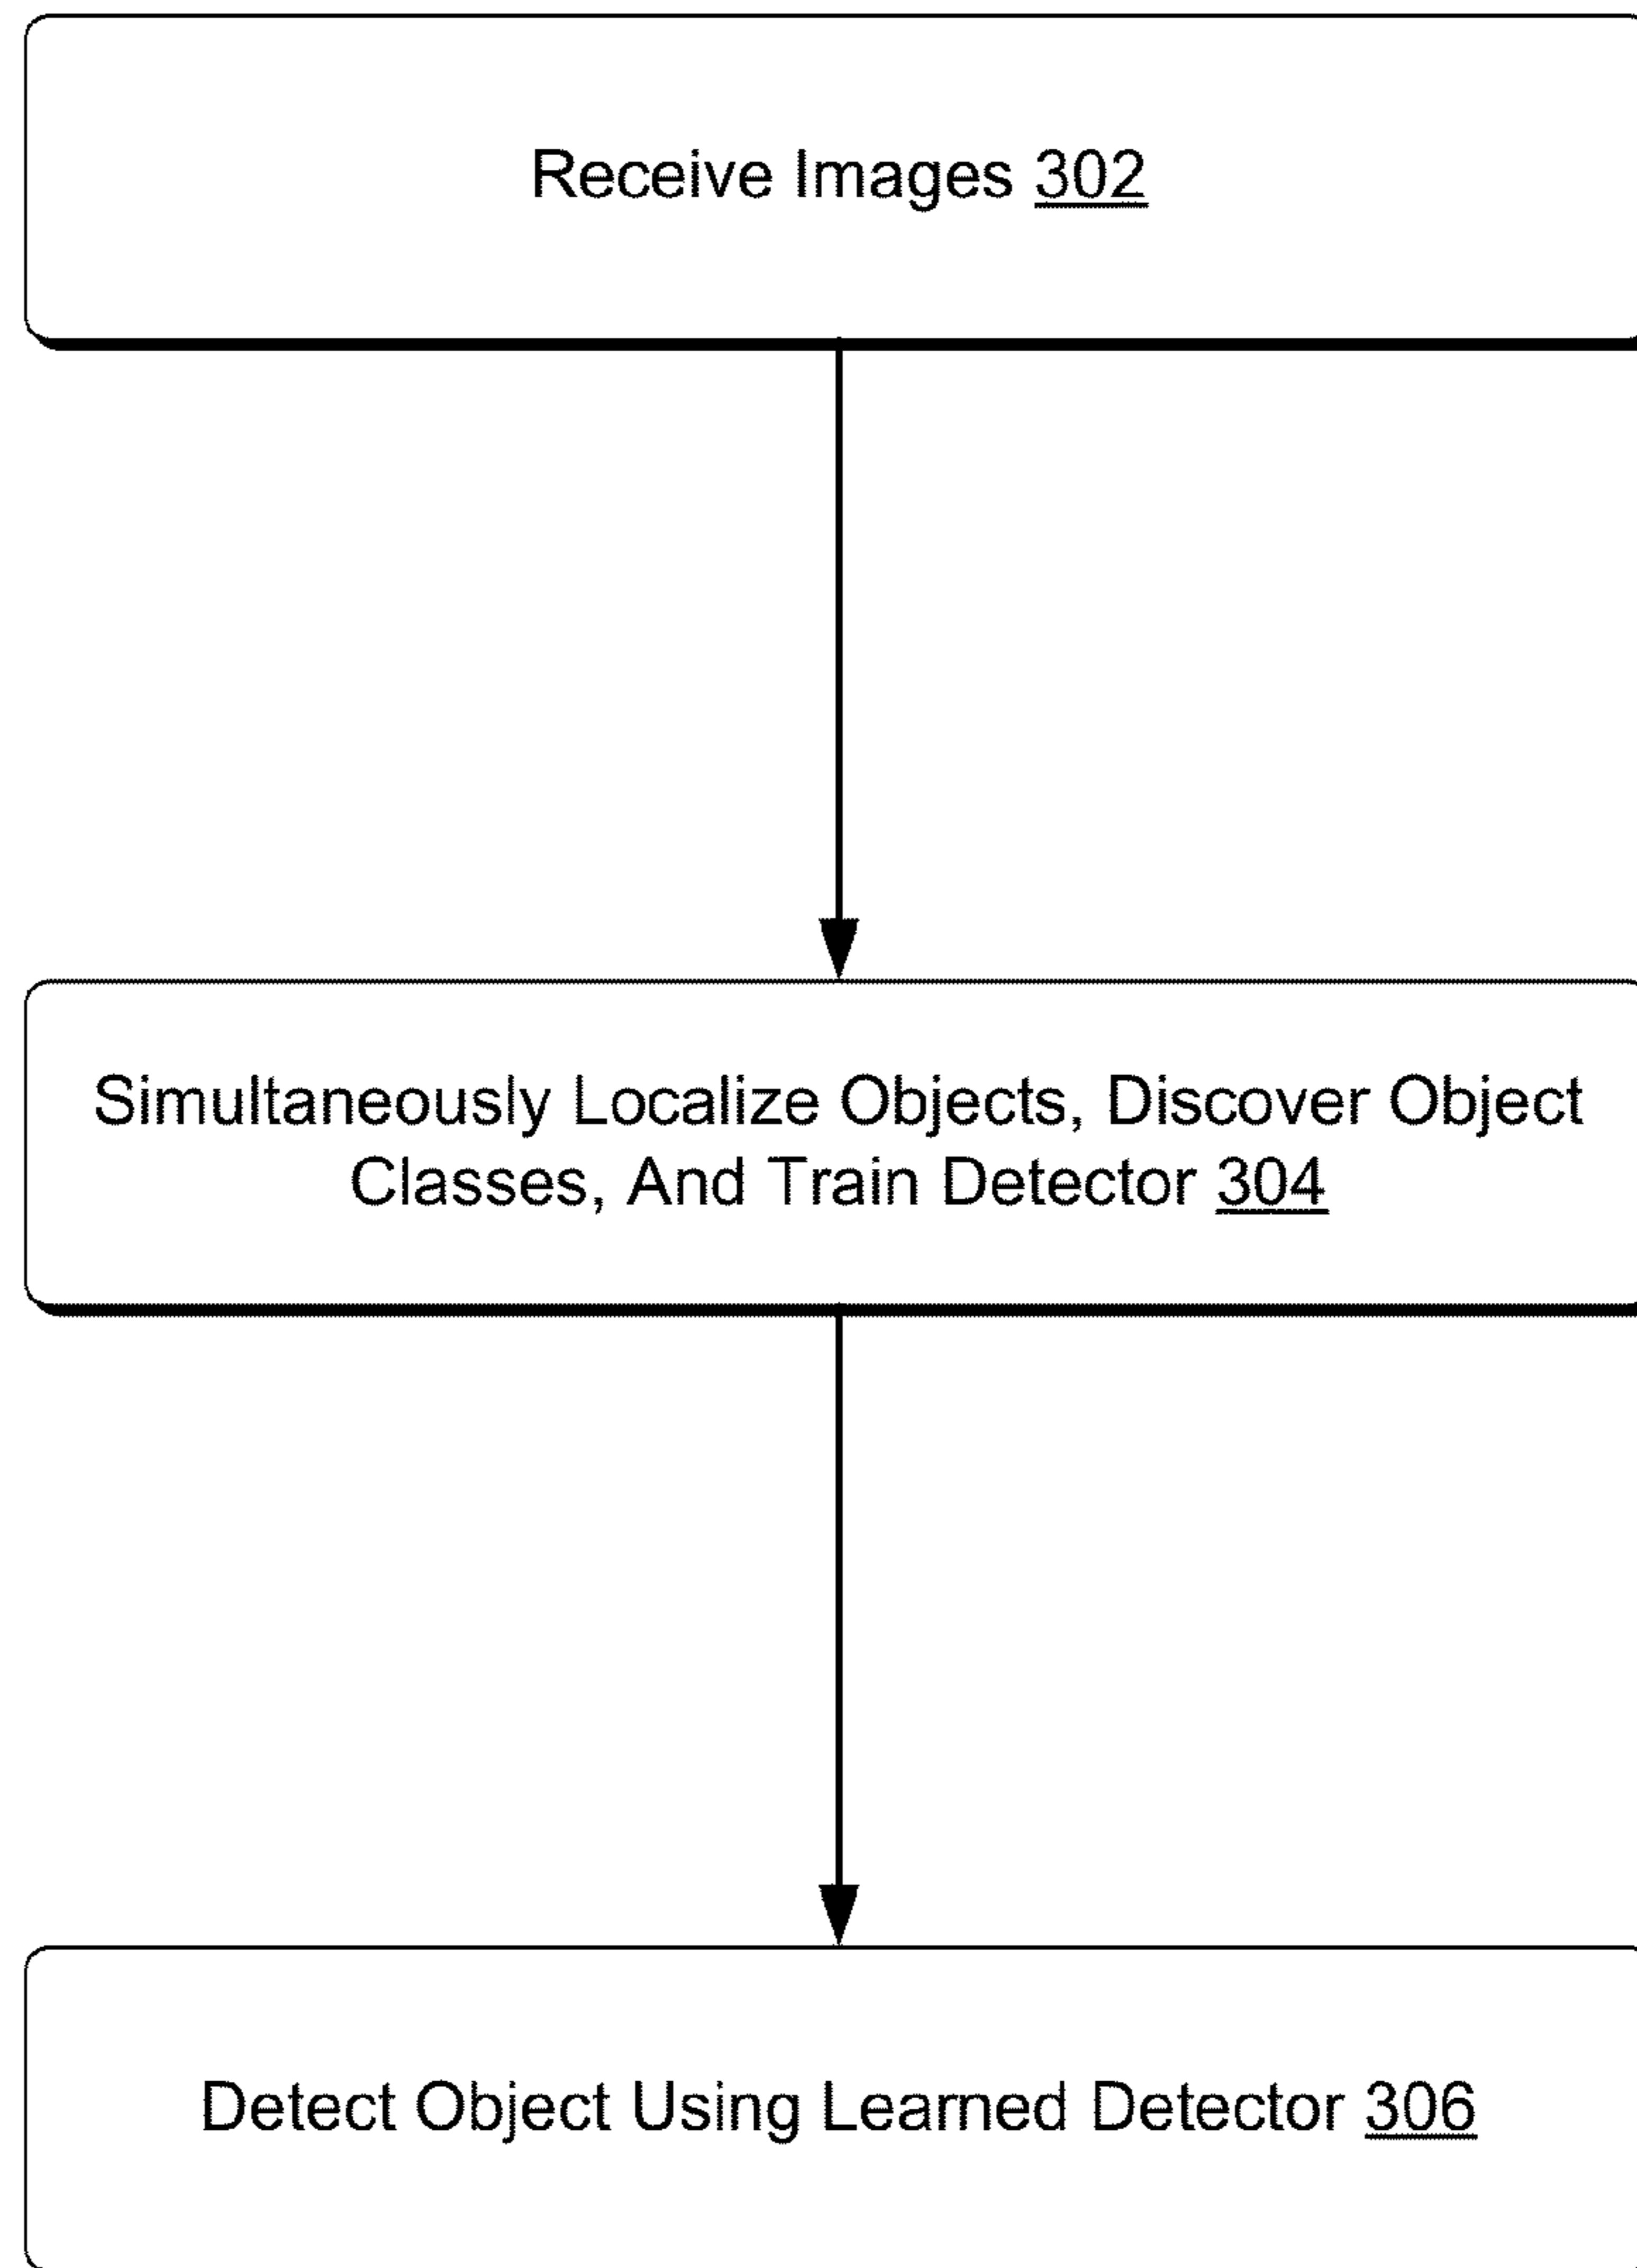 Receive Images 302
Simultaneously Localize Objects, Discover Object
Classes, And Train Detector 304
Detect Object Using Learned Detector 306